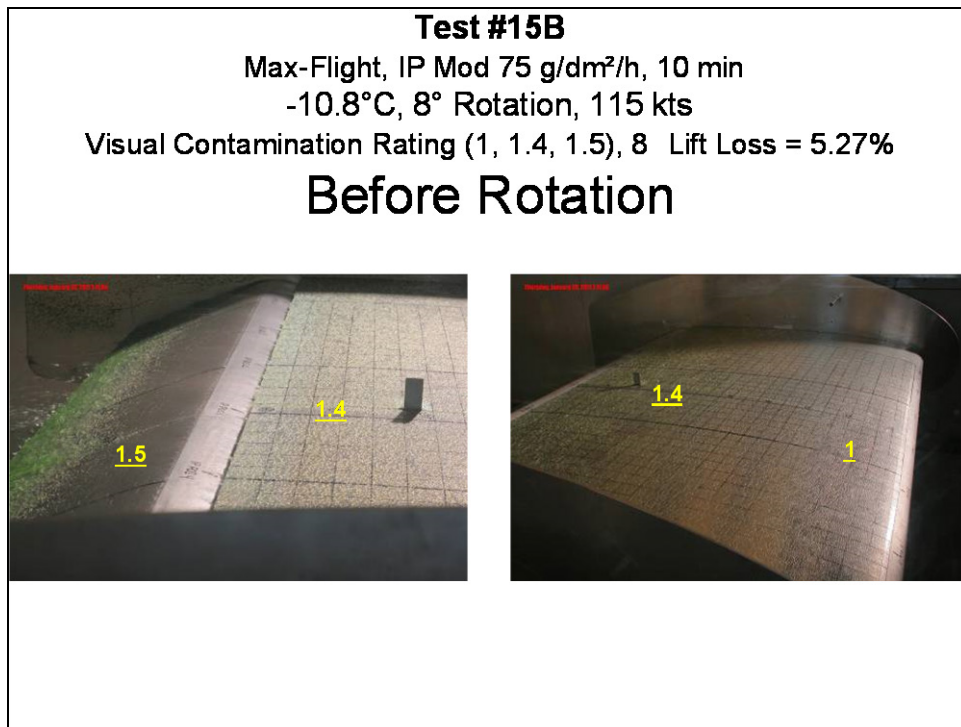 Test #15B
Max-Flight, IP Mod 75 g/dm²/h, 10 min
-10.8°C, 8° Rotation, 115 kts
Visual Contamination Rating (1, 1.4, 1.5), 8 Lift Loss = 5.27%
Before Rotation
1.4
1.5
1.4
1